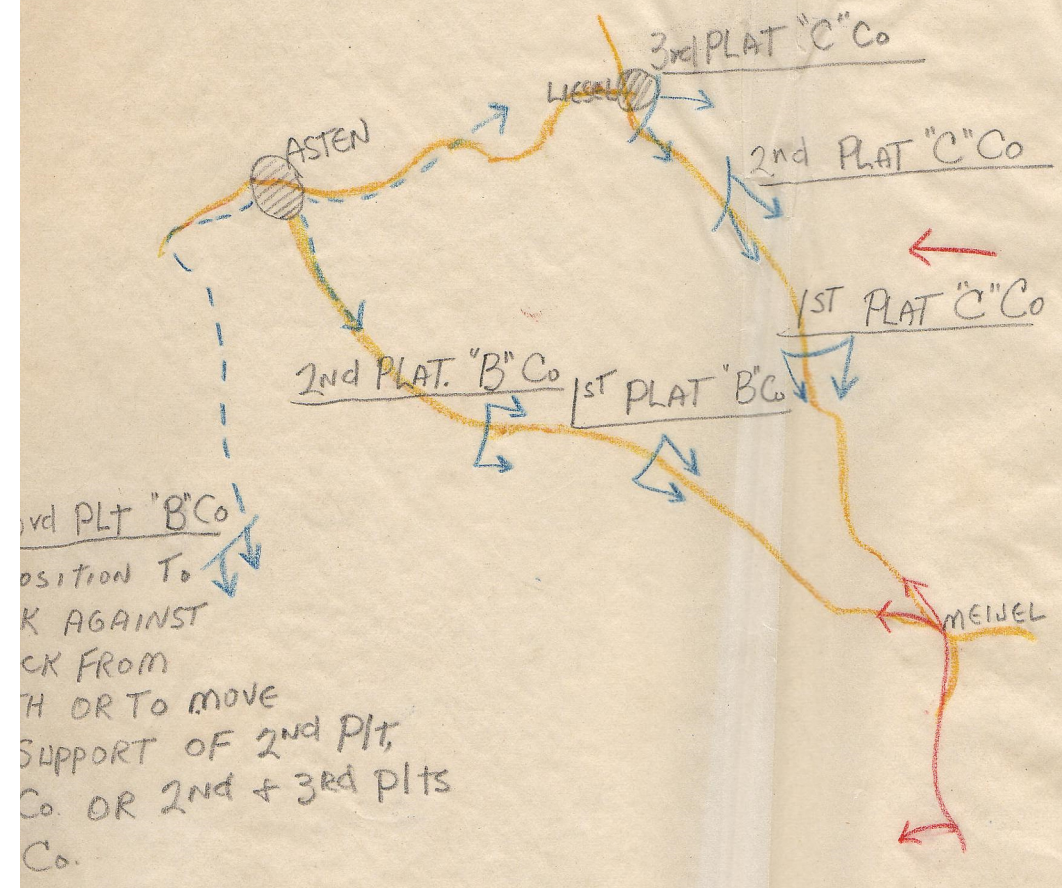 3rd PLAT "C" Co
LIESEL
ASTEN
2nd PLAT "C" Co
1ST PLAT "C" Co
2nd PLAT. "B" Co
1ST PLAT "B" Co
rd PLT "B" Co
OSITION TO
K AGAINST
CK FROM
TH OR TO MOVE
SUPPORT OF 2nd Plt,
Co. OR 2nd + 3Rd plts
Co.
MEIJEL